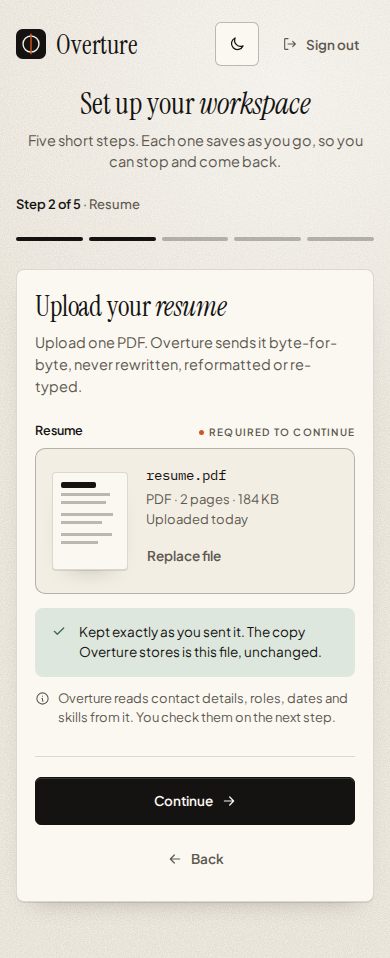 Overture
Sign out
Set up your workspace
Five short steps. Each one saves as you go, so you
can stop and come back.
Step 2 of 5 · Resume
Upload your resume
Upload one PDF. Overture sends it byte-for-
byte, never rewritten, reformatted or re-
typed.
Resume
REQUIRED TO CONTINUE
resume.pdf
PDF · 2 pages · 184 KB
Uploaded today
Replace file
Kept exactly as you sent it. The copy
Overture stores is this file, unchanged.
Overture reads contact details, roles, dates and
skills from it. You check them on the next step.
Continue
Back